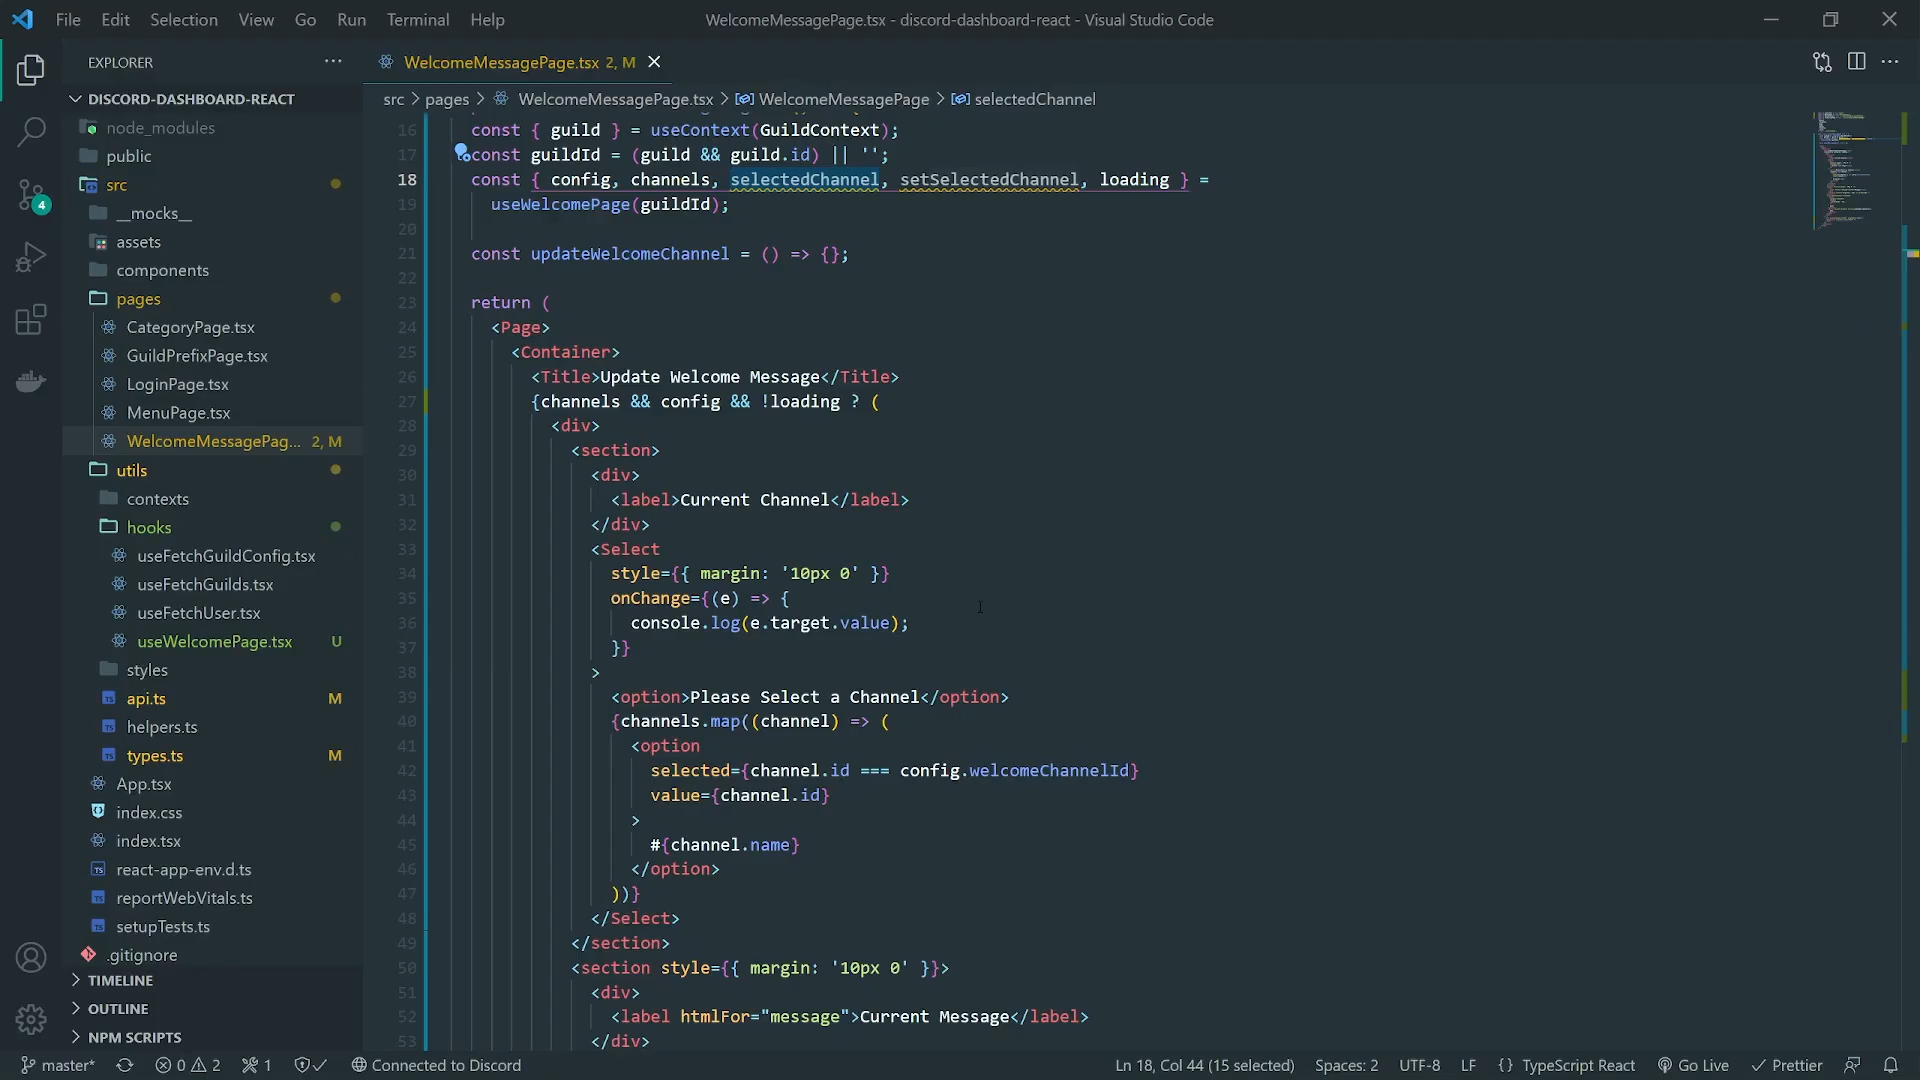 File Edit Selection View Go Run Terminal Help
WelcomeMessagePage.tsx - discord-dashboard-react - Visual Studio Code
EXPLORER
DISCORD-DASHBOARD-REACT
node_modules
public
src
__mocks__
assets
components
pages
CategoryPage.tsx
GuildPrefixPage.tsx
LoginPage.tsx
MenuPage.tsx
WelcomeMessagePag... 2, M
utils
contexts
hooks
useFetchGuildConfig.tsx
useFetchGuilds.tsx
useFetchUser.tsx
useWelcomePage.tsx U
styles
api.ts M
helpers.ts
types.ts M
App.tsx
index.css
index.tsx
react-app-env.d.ts
reportWebVitals.ts
setupTests.ts
.gitignore
TIMELINE
OUTLINE
NPM SCRIPTS
4
WelcomeMessagePage.tsx 2, M
src > pages > WelcomeMessagePage.tsx > WelcomeMessagePage > selectedChannel
16 const { guild } = useContext(GuildContext);
17 const guildId = (guild && guild.id) || '';
18 const { config, channels, selectedChannel, setSelectedChannel, loading } =
19 useWelcomePage(guildId);
20
21 const updateWelcomeChannel = () => {};
22
23 return (
24 <Page>
25 <Container>
26 <Title>Update Welcome Message</Title>
27 {channels && config && !loading ? (
28 <div>
29 <section>
30 <div>
31 <label>Current Channel</label>
32 </div>
33 <Select
34 style={{ margin: '10px 0' }}
35 onChange={(e) => {
36 console.log(e.target.value);
37 }}
38 >
39 <option>Please Select a Channel</option>
40 {channels.map((channel) => (
41 <option
42 selected={channel.id === config.welcomeChannelId}
43 value={channel.id}
44 >
45 #{channel.name}
46 </option>
47 ))}
48 </Select>
49 </section>
50 <section style={{ margin: '10px 0' }}>
51 <div>
52 <label htmlFor="message">Current Message</label>
53 </div>
master* 0 2 1 Connected to Discord
Ln 18, Col 44 (15 selected) Spaces: 2 UTF-8 LF {} TypeScript React Go Live Prettier